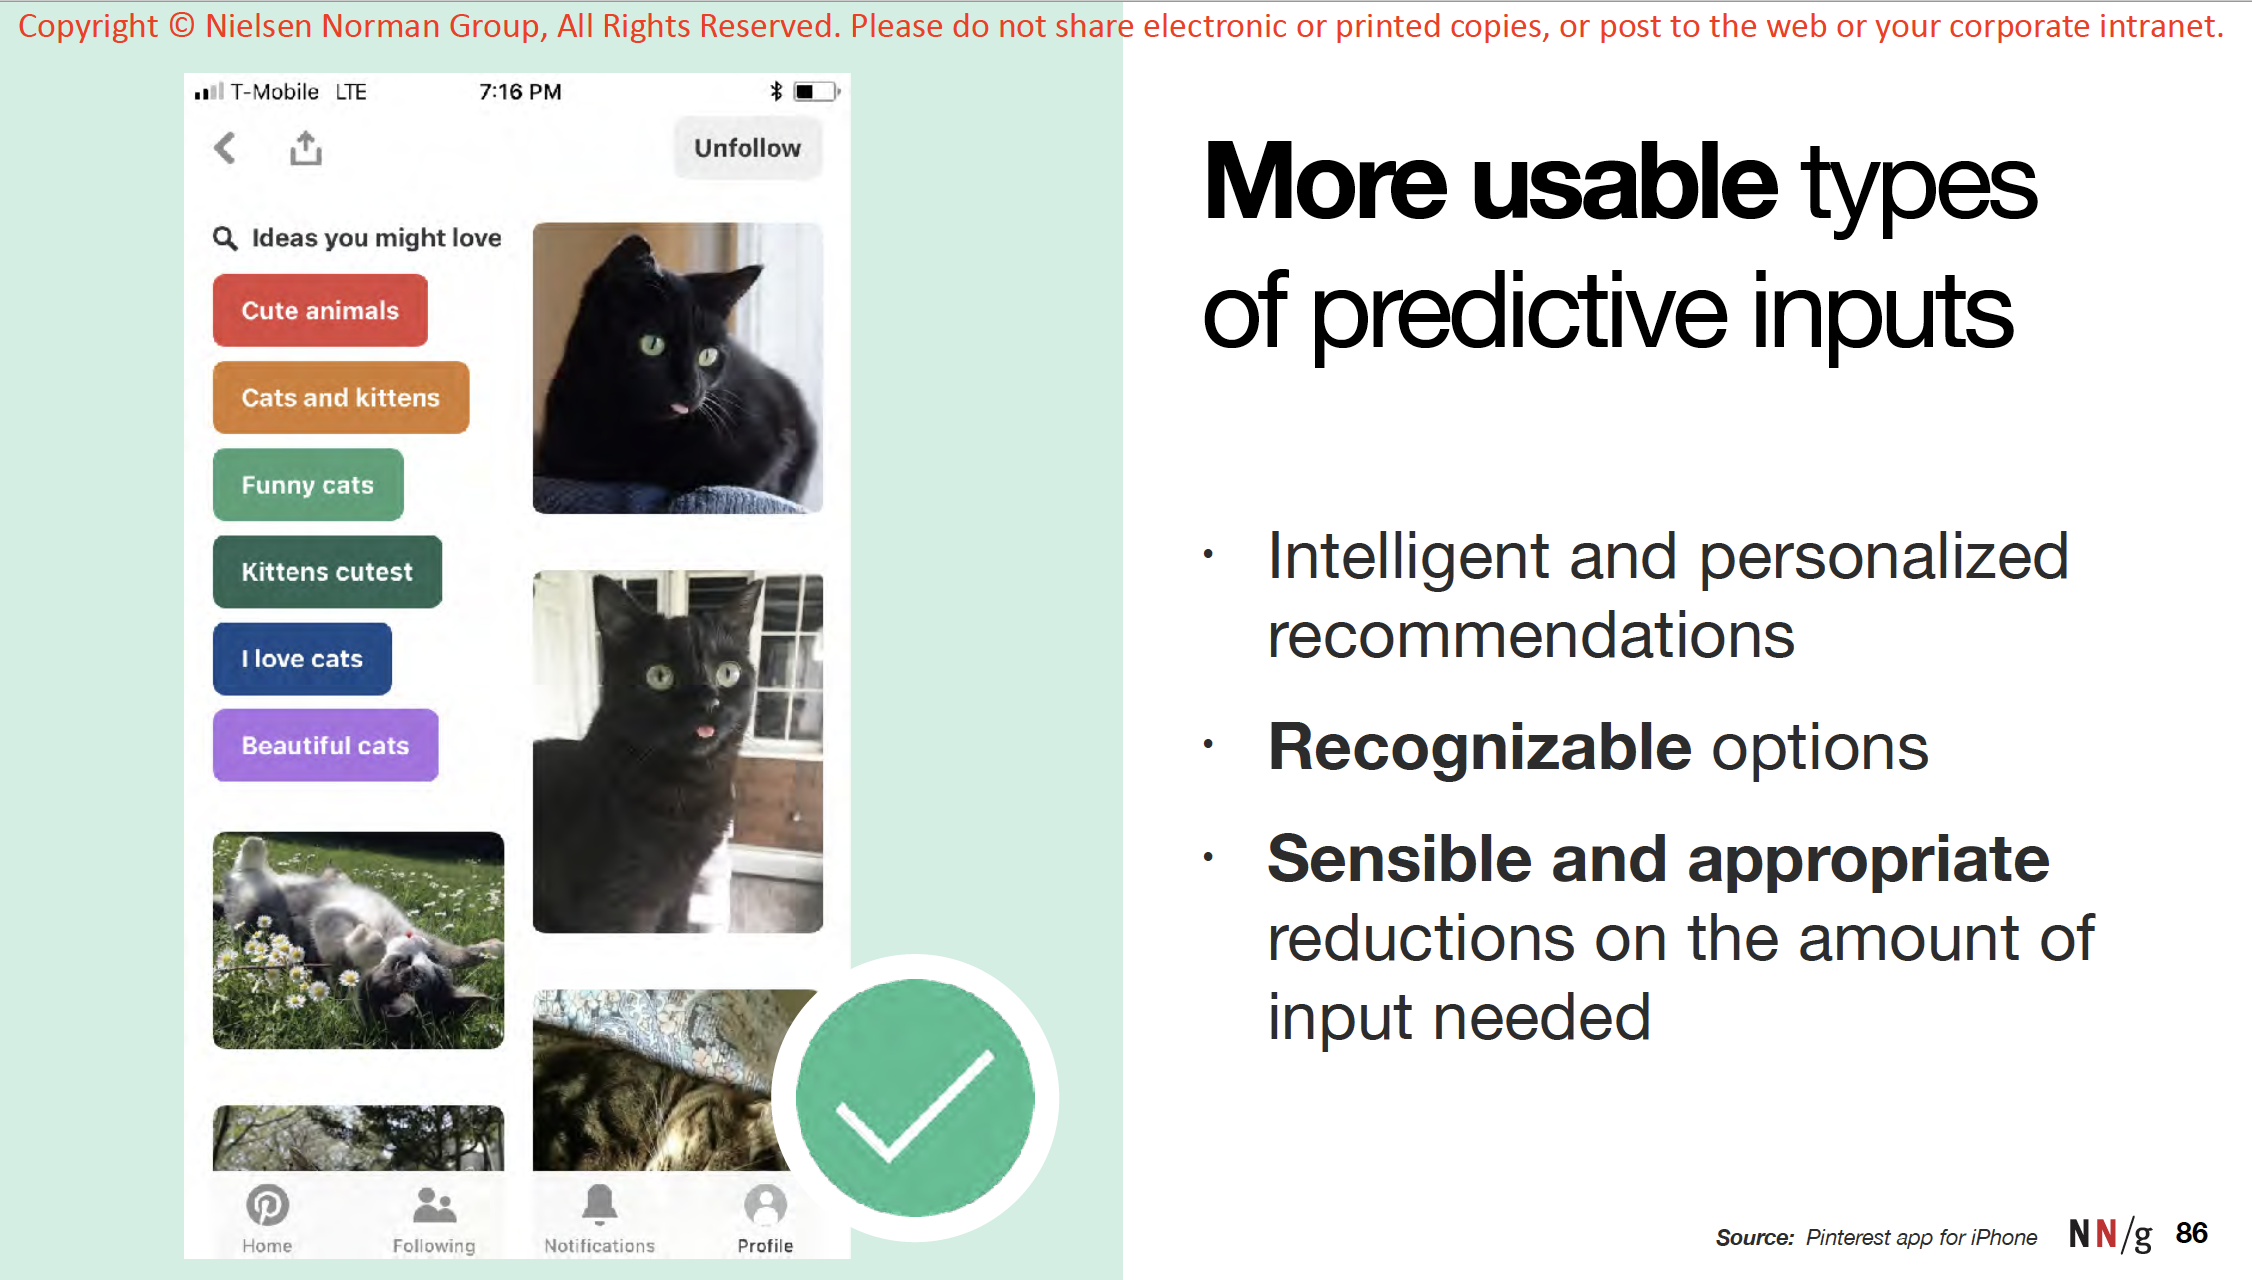 Copyright © Nielsen Norman Group, All Rights Reserved. Please do not share electronic or printed copies, or post to the web or your corporate intranet.
T-Mobile LTE 7:16 PM
Unfollow
Ideas you might love
Cute animals
Cats and kittens
Funny cats
Kittens cutest
I love cats
Beautiful cats
Home Following Notifications Profile
More usable types
of predictive inputs
• Intelligent and personalized
recommendations
• Recognizable options
• Sensible and appropriate
reductions on the amount of
input needed
Source: Pinterest app for iPhone NN/g 86